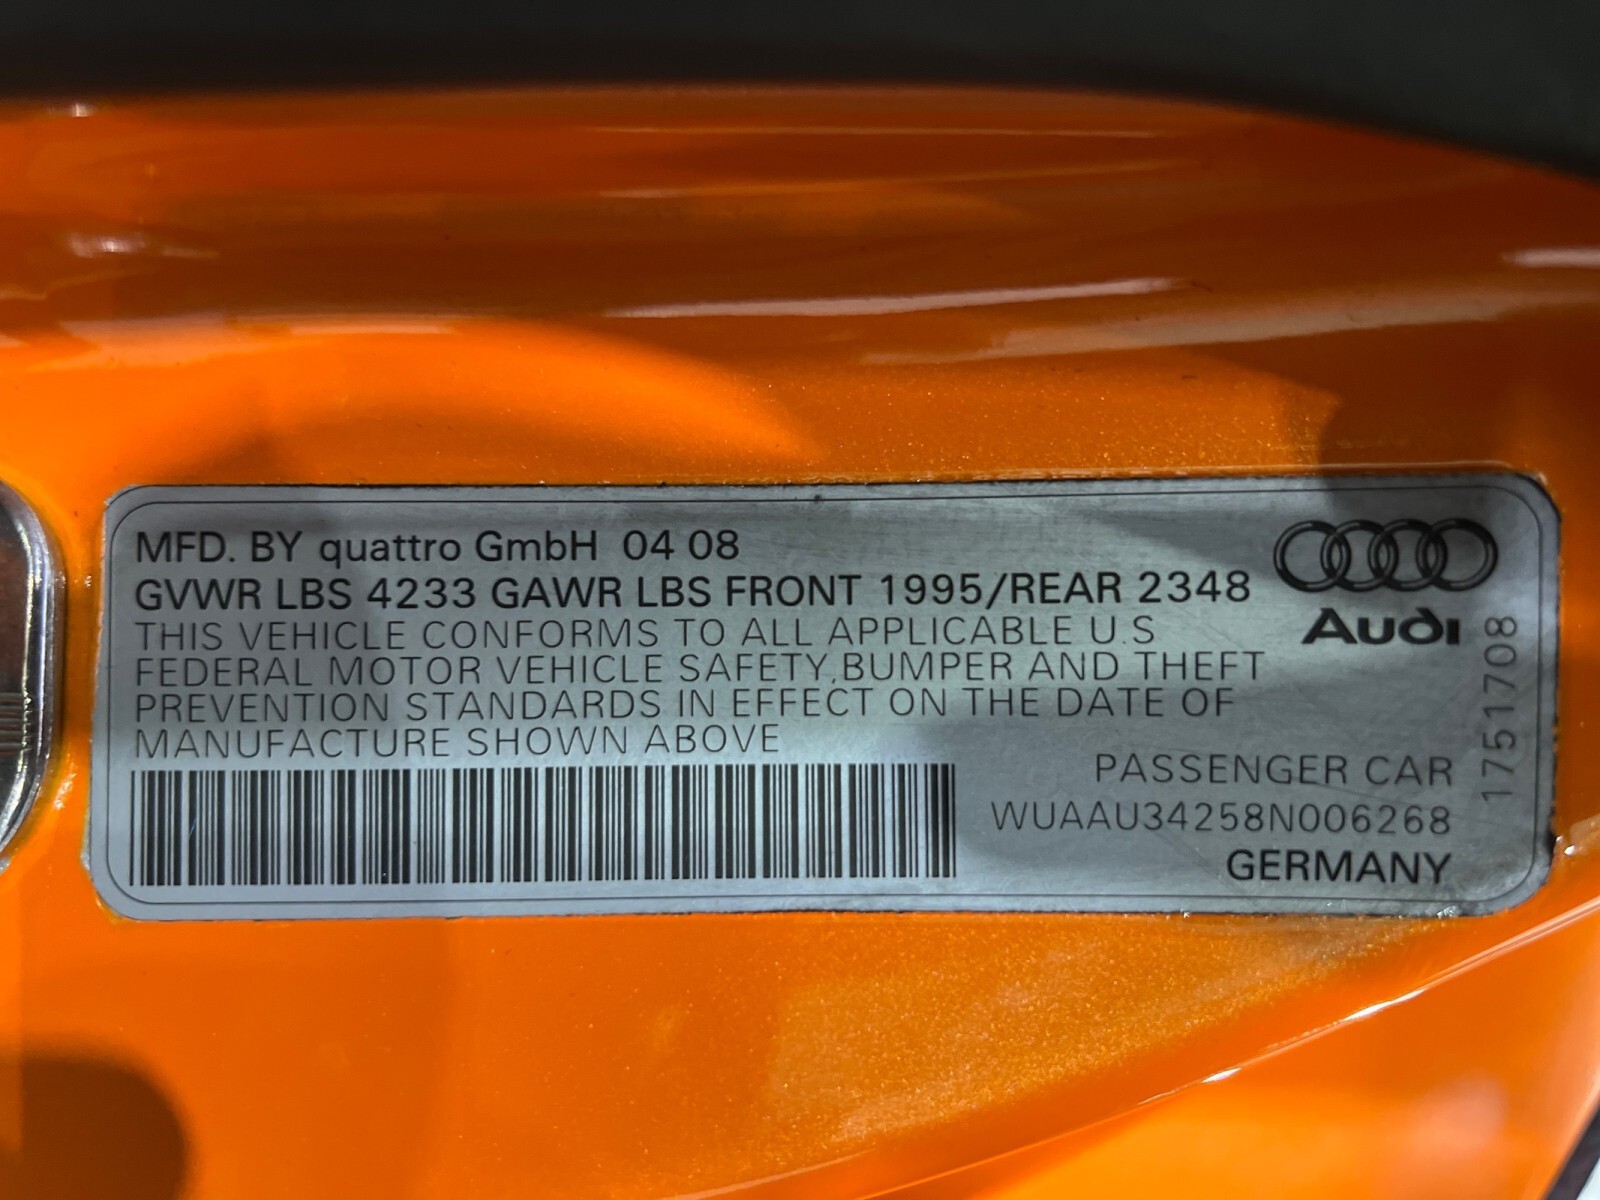 MFD. BY quattro GmbH 04 08
GVWR LBS 4233 GAWR LBS FRONT 1995/REAR 2348
THIS VEHICLE CONFORMS TO ALL APPLICABLE U.S
FEDERAL MOTOR VEHICLE SAFETY,BUMPER AND THEFT
PREVENTION STANDARDS IN EFFECT ON THE DATE OF
MANUFACTURE SHOWN ABOVE
PASSENGER CAR
WUAAU34258N006268
GERMANY
Audi
1751708